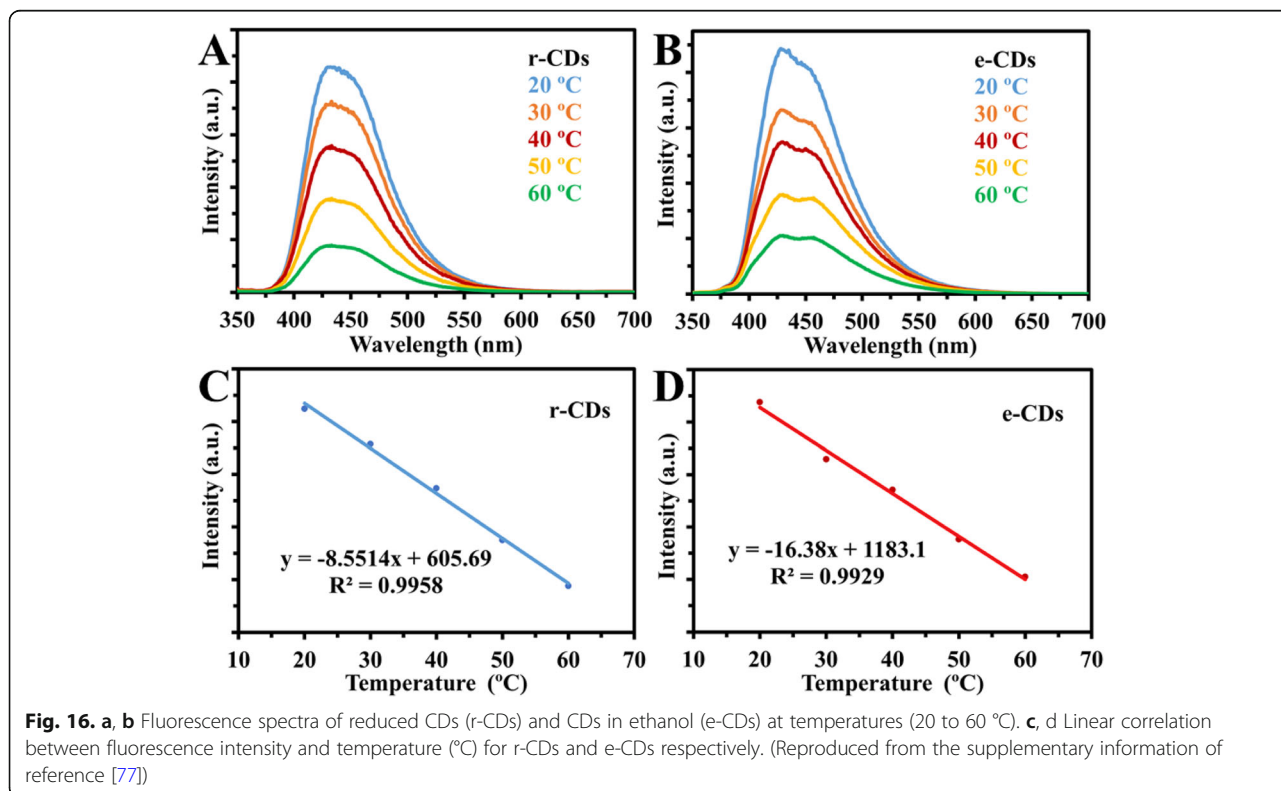 A
r-CDs
20 ºC
30 ºC
40 ºC
50 ºC
60 ºC
Intensity (a.u.)
350 400 450 500 550 600 650 700
Wavelength (nm)
B
e-CDs
20 ºC
30 ºC
40 ºC
50 ºC
60 ºC
Intensity (a.u.)
350 400 450 500 550 600 650 700
Wavelength (nm)
C
r-CDs
Intensity (a.u.)
y = -8.5514x + 605.69
R² = 0.9958
10 20 30 40 50 60 70
Temperature (ºC)
D
e-CDs
Intensity (a.u.)
y = -16.38x + 1183.1
R² = 0.9929
10 20 30 40 50 60 70
Temperature (ºC)
Fig. 16. a, b Fluorescence spectra of reduced CDs (r-CDs) and CDs in ethanol (e-CDs) at temperatures (20 to 60 °C). c, d Linear correlation
between fluorescence intensity and temperature (°C) for r-CDs and e-CDs respectively. (Reproduced from the supplementary information of
reference [77])